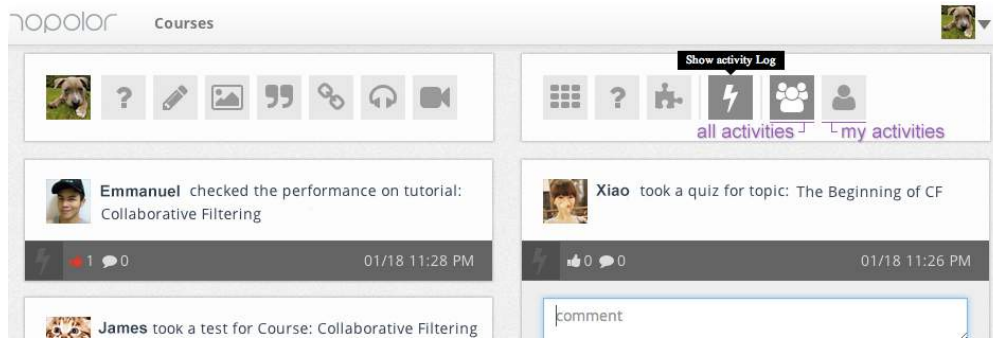 nopolor Courses
Show activity Log
all activities my activities
Emmanuel checked the performance on tutorial:
Collaborative Filtering
1 0 01/18 11:28 PM
Xiao took a quiz for topic: The Beginning of CF
0 0 01/18 11:26 PM
James took a test for Course: Collaborative Filtering
comment